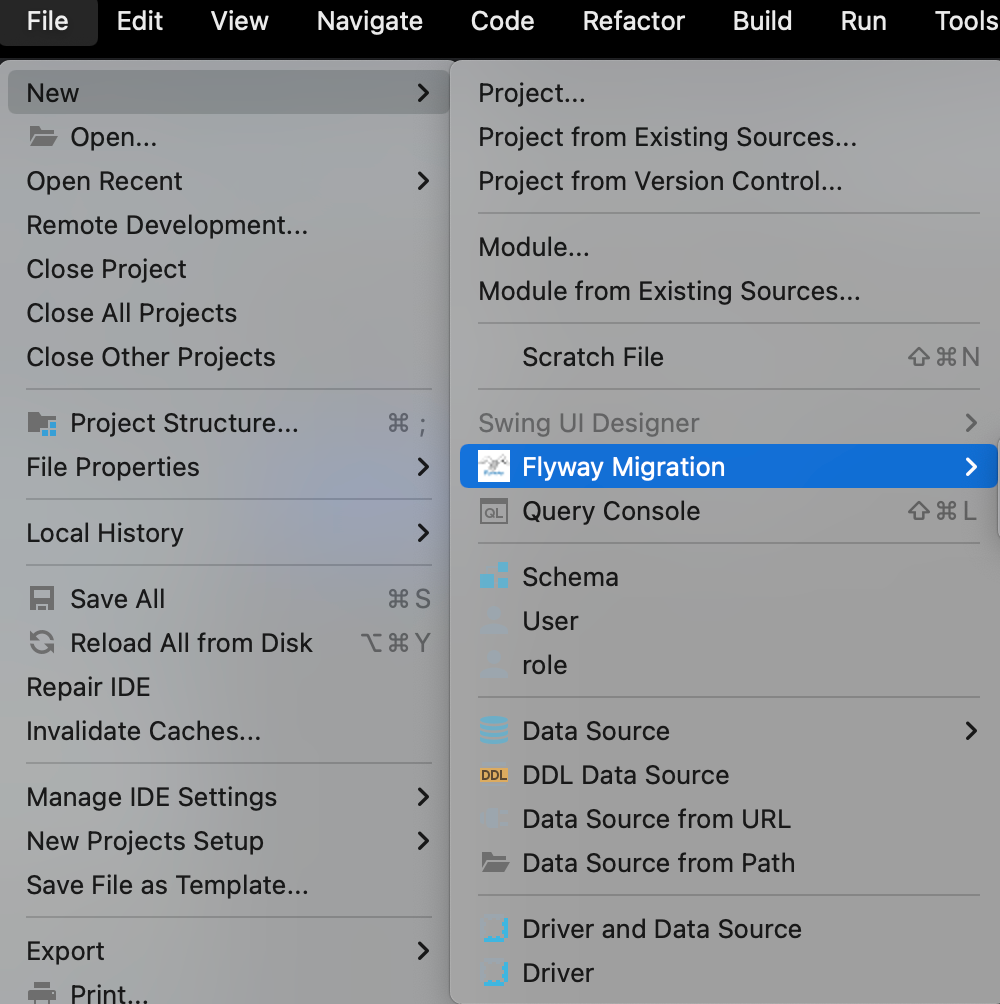 File Edit View Navigate Code Refactor Build Run Tools
New
Open...
Open Recent
Remote Development...
Close Project
Close All Projects
Close Other Projects
Project Structure... ⌘ ;
File Properties
Local History
Save All ⌘ S
Reload All from Disk ⌥ ⌘ Y
Repair IDE
Invalidate Caches...
Manage IDE Settings
New Projects Setup
Save File as Template...
Export
Print...
Project...
Project from Existing Sources...
Project from Version Control...
Module...
Module from Existing Sources...
Scratch File ⇧ ⌘ N
Swing UI Designer
Flyway Migration
QL Query Console ⇧ ⌘ L
Schema
User
role
Data Source
DDL DDL Data Source
Data Source from URL
Data Source from Path
Driver and Data Source
Driver